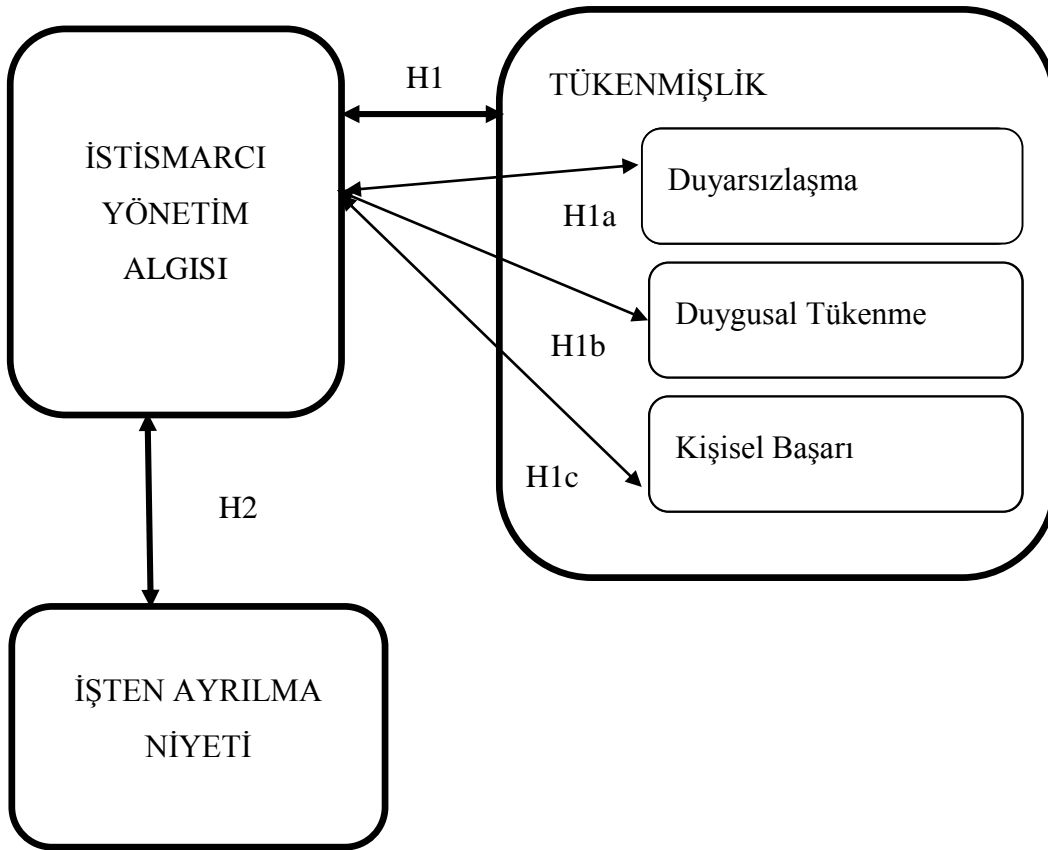 H1
TÜKENMİŞLİK
İSTİSMARCI
YÖNETİM
ALGISI
Duyarsızlaşma
H1a
Duygusal Tükenme
H1b
Kişisel Başarı
H1c
H2
İŞTEN AYRILMA
NİYETİ